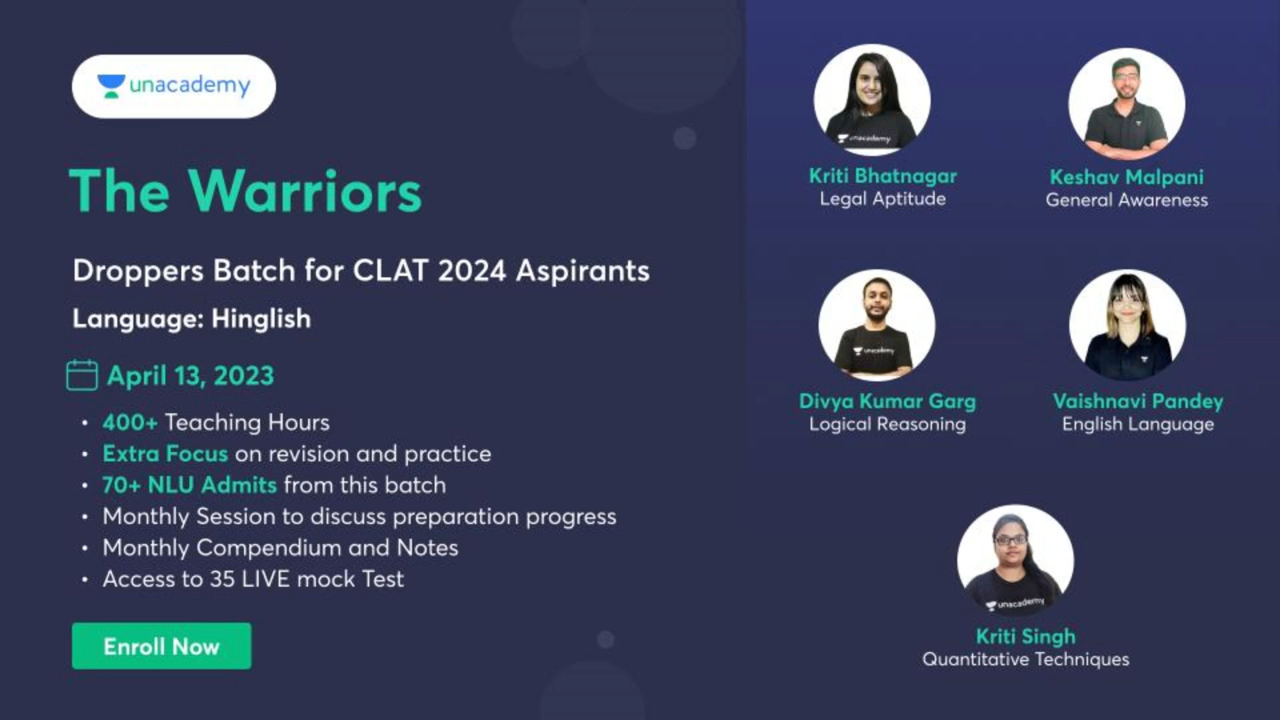 unacademy
The Warriors
Droppers Batch for CLAT 2024 Aspirants
Language: Hinglish
April 13, 2023
• 400+ Teaching Hours
• Extra Focus on revision and practice
• 70+ NLU Admits from this batch
• Monthly Session to discuss preparation progress
• Monthly Compendium and Notes
• Access to 35 LIVE mock Test
Enroll Now
unacademy
Kriti Bhatnagar
Legal Aptitude
Keshav Malpani
General Awareness
unacademy
Divya Kumar Garg
Logical Reasoning
Vaishnavi Pandey
English Language
unacademy
Kriti Singh
Quantitative Techniques